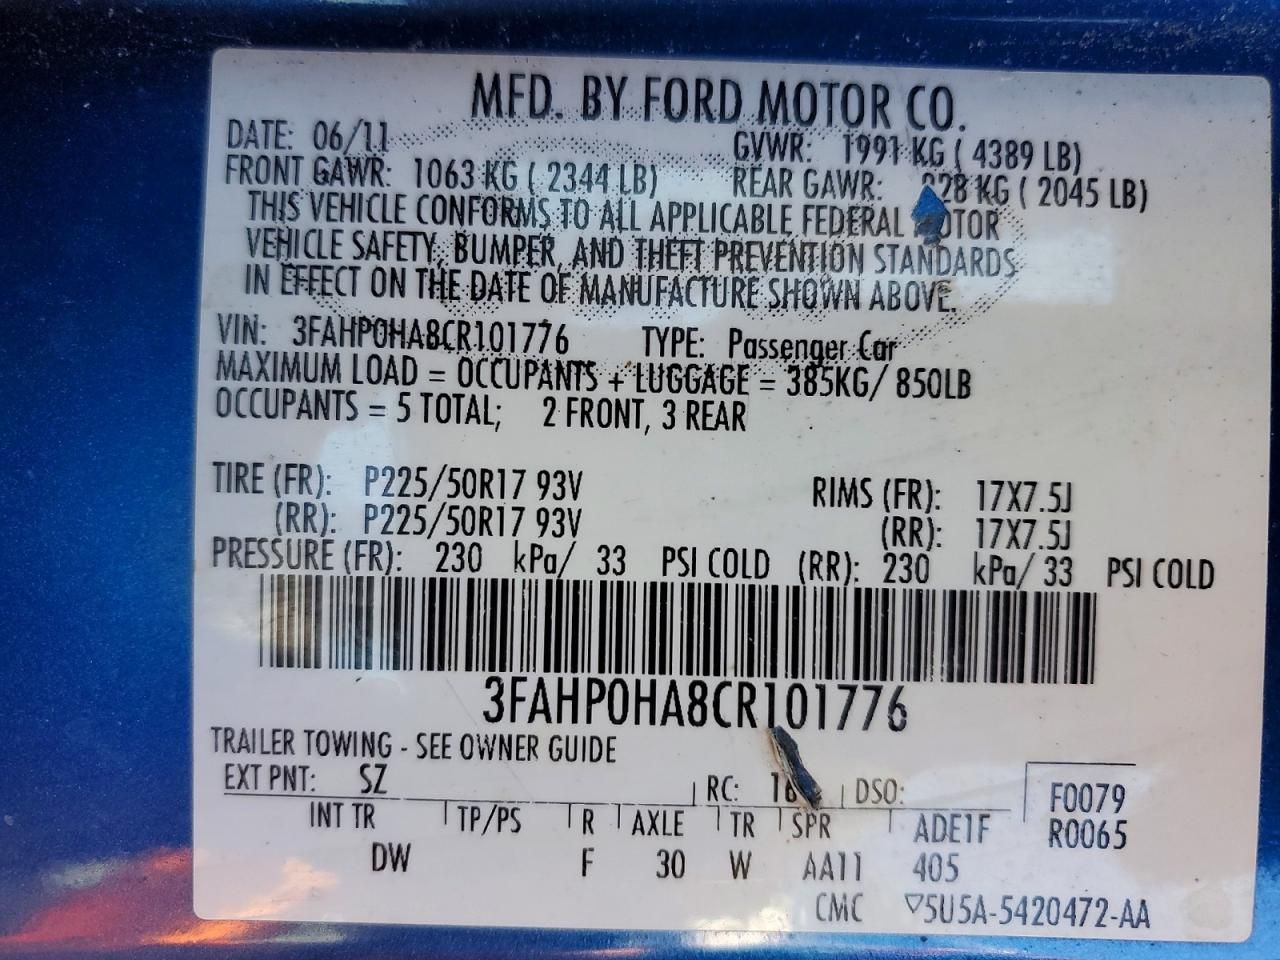 MFD. BY FORD MOTOR CO.
DATE: 06/11 GVWR: 1991 KG ( 4389 LB)
FRONT GAWR: 1063 KG ( 2344 LB) REAR GAWR: KG ( 2045 LB)
THIS VEHICLE CONFORMS TO ALL APPLICABLE FEDERAL MOTOR
VEHICLE SAFETY, BUMPER, AND THEFT PREVENTION STANDARDS
IN EFFECT ON THE DATE OF MANUFACTURE SHOWN ABOVE.
VIN: 3FAHP0HA8CR101776 TYPE: Passenger Car
MAXIMUM LOAD = OCCUPANTS + LUGGAGE = 385KG/ 850LB
OCCUPANTS = 5 TOTAL; 2 FRONT, 3 REAR
TIRE (FR): P225/50R17 93V RIMS (FR): 17X7.5J
(RR): P225/50R17 93V (RR): 17X7.5J
PRESSURE (FR): 230 kPa/ 33 PSI COLD (RR): 230 kPa/ 33 PSI COLD
3FAHP0HA8CR101776
TRAILER TOWING - SEE OWNER GUIDE
EXT PNT: SZ RC: DSO: F0079
INT TR TP/PS R AXLE TR SPR ADE1F R0065
DW F 30 W AA11 405
CMC ▽5U5A-5420472-AA